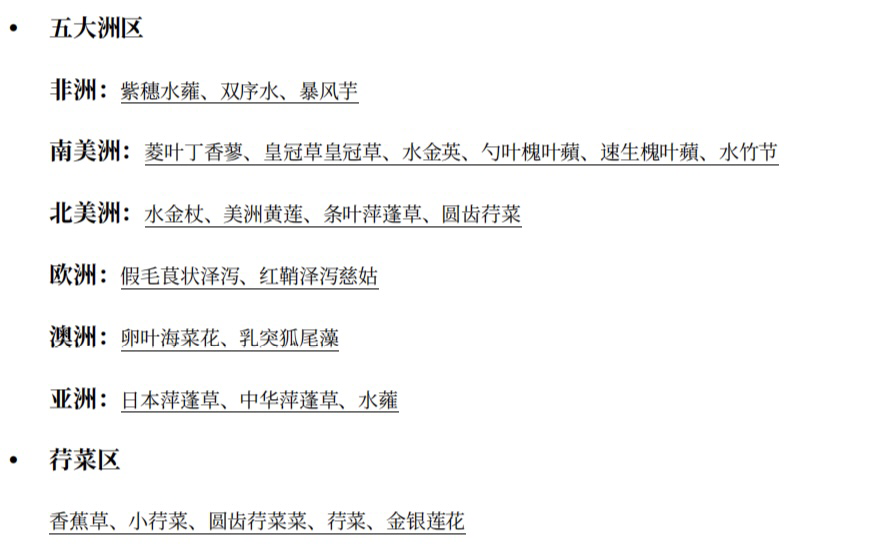 • 五大洲区
非洲：紫穗水蕹、双序水、暴风芋
南美洲：菱叶丁香蓼、皇冠草皇冠草、水金英、勺叶槐叶蘋、速生槐叶蘋、水竹节
北美洲：水金杖、美洲黄莲、条叶萍蓬草、圆齿荇菜
欧洲：假毛茛状泽泻、红鞘泽泻慈姑
澳洲：卵叶海菜花、乳突狐尾藻
亚洲：日本萍蓬草、中华萍蓬草、水蕹
• 荇菜区
香蕉草、小荇菜、圆齿荇菜菜、荇菜、金银莲花